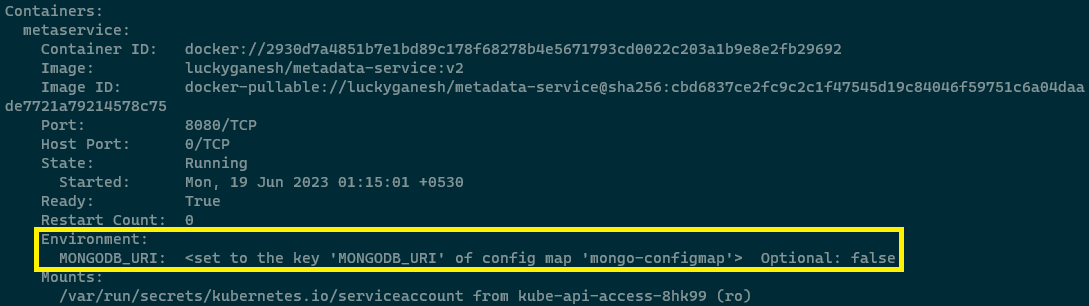 Containers:
metaservice:
Container ID: docker://2930d7a4851b7e1bd89c178f68278b4e5671793cd0022c203a1b9e8e2fb29692
Image: luckyganesh/metadata-service:v2
Image ID: docker-pullable://luckyganesh/metadata-service@sha256:cbd6837ce2fc9c2c1f47545d19c84046f59751c6a04daa
de7721a79214578c75
Port: 8080/TCP
Host Port: 0/TCP
State: Running
Started: Mon, 19 Jun 2023 01:15:01 +0530
Ready: True
Restart Count: 0
Environment:
MONGODB_URI: <set to the key 'MONGODB_URI' of config map 'mongo-configmap'> Optional: false
Mounts:
/var/run/secrets/kubernetes.io/serviceaccount from kube-api-access-8hk99 (ro)